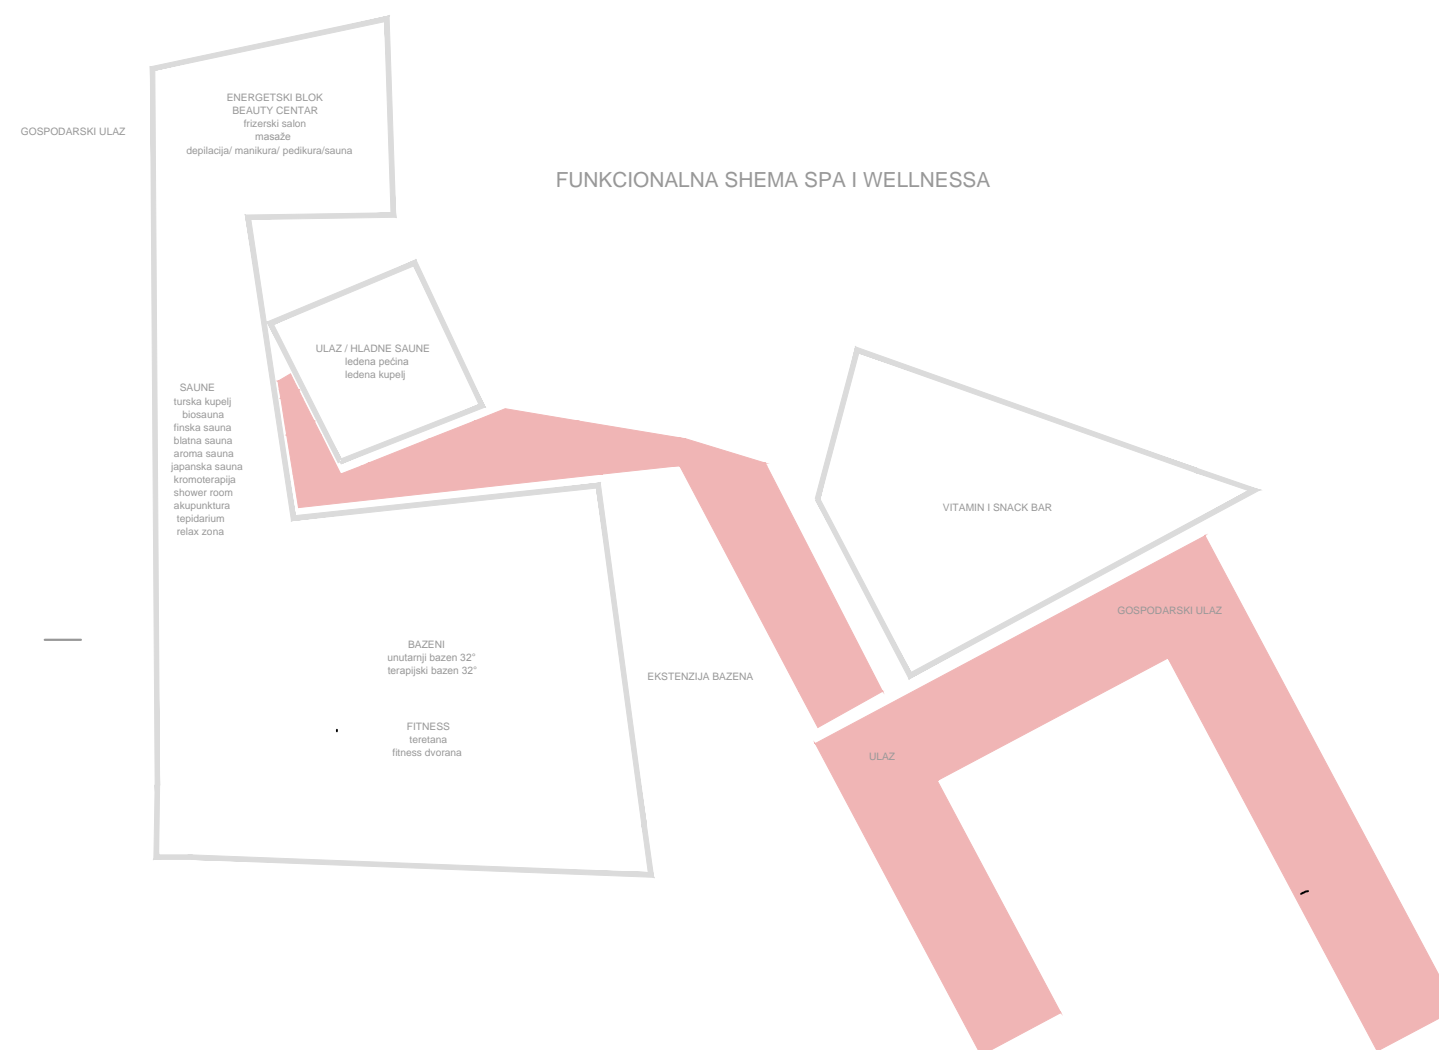 ENERGETSKI BLOK
BEAUTY CENTAR
frizerski salon
masaže
depilacija/ manikura/ pedikura/sauna
GOSPODARSKI ULAZ
FUNKCIONALNA SHEMA SPA I WELLNESSA
ULAZ / HLADNE SAUNE
ledena pećina
ledena kupelj
SAUNE
turska kupelj
biosauna
finska sauna
blatna sauna
aroma sauna
japanska sauna
kromoterapija
shower room
akupunktura
tepidarium
relax zona
VITAMIN I SNACK BAR
GOSPODARSKI ULAZ
BAZENI
unutarnji bazen 32°
terapijski bazen 32°
EKSTENZIJA BAZENA
FITNESS
teretana
fitness dvorana
ULAZ